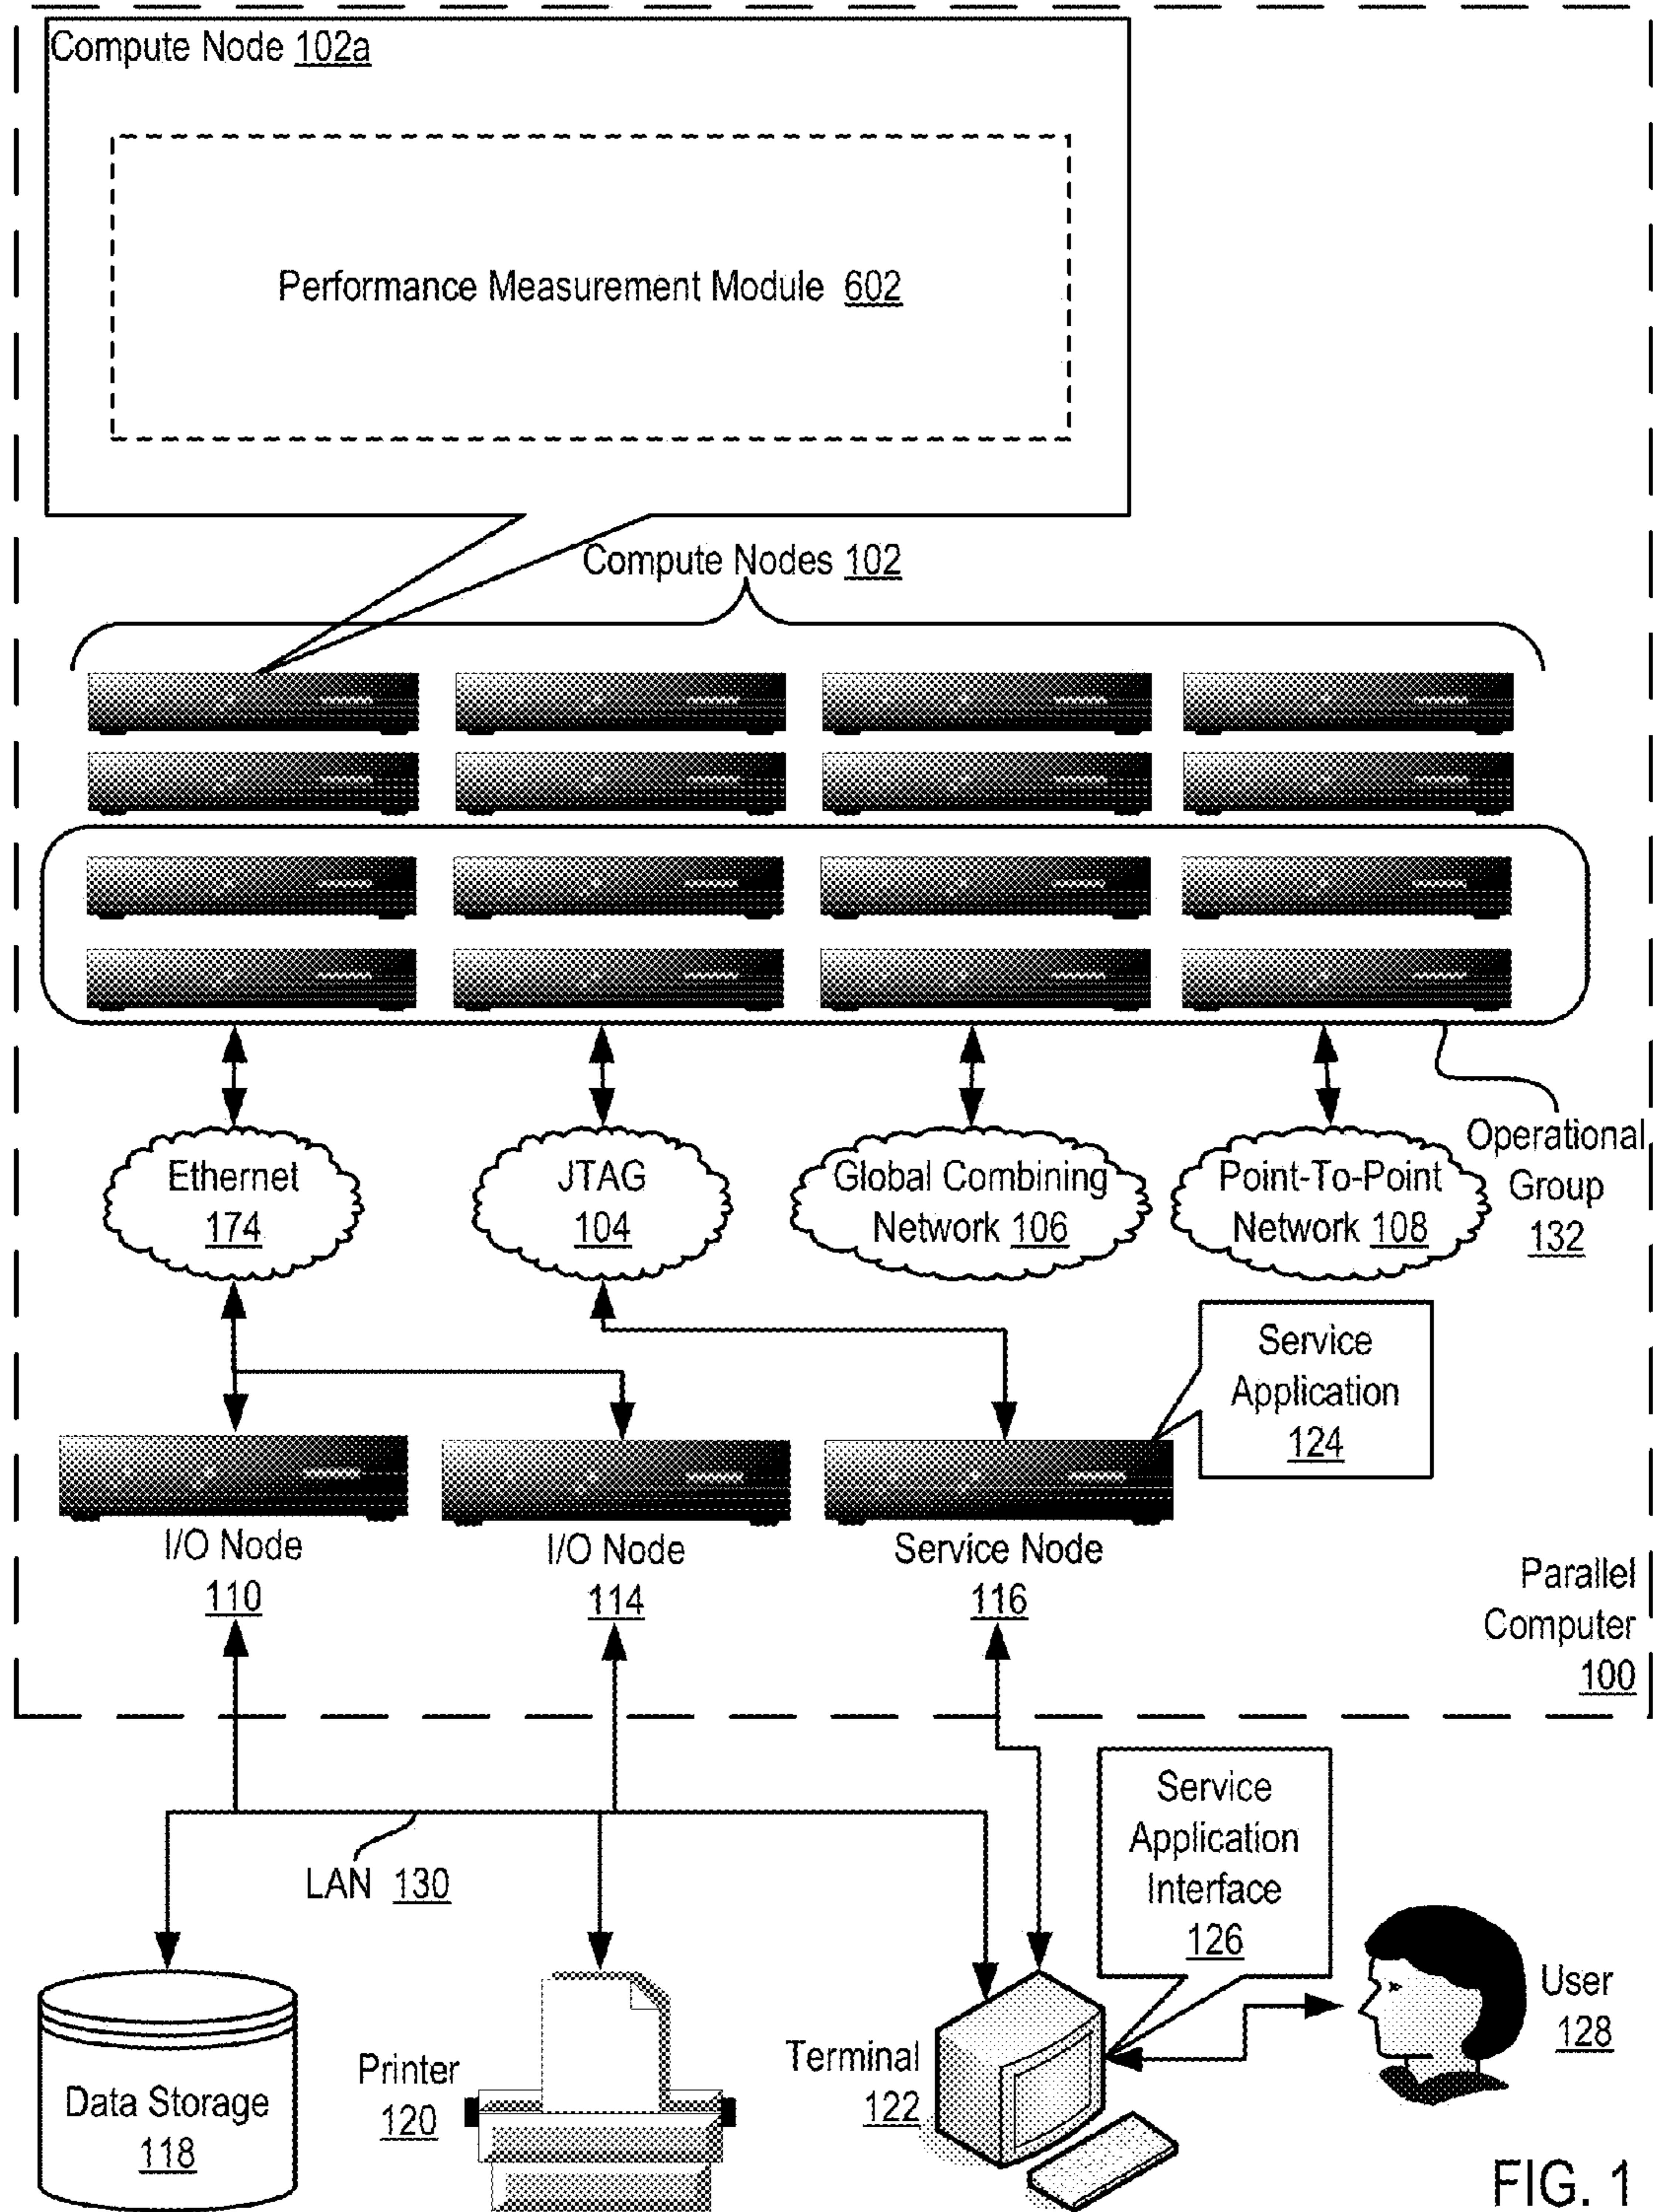 Compute Node 102a
Performance Measurement Module 602
Compute Nodes 102
Ethernet
174
JTAG
104
Global Combining
Network 106
Point-To-Point
Network 108
Operational
Group
132
Service
Application
124
I/O Node
110
I/O Node
114
Service Node
116
Parallel
Computer
100
LAN 130
Service
Application
Interface
126
Data Storage
118
Printer
120
Terminal
122
User
128
FIG. 1